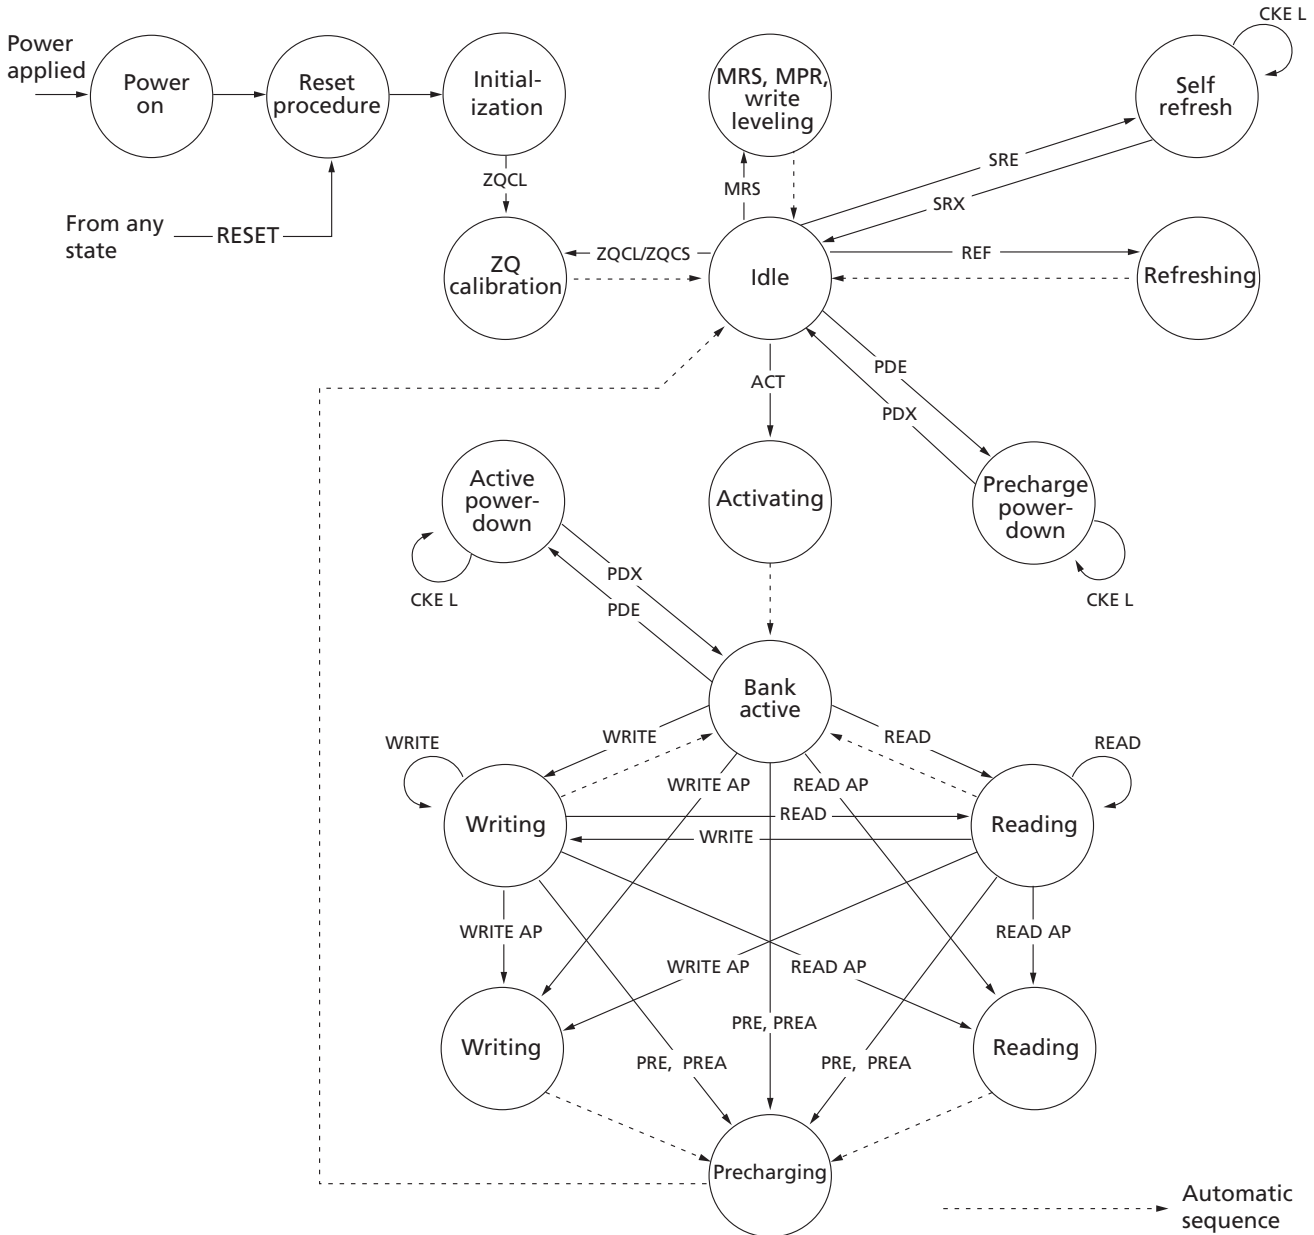 CKE L
Power
applied
Power
on
Reset
procedure
Initial-
ization
MRS, MPR,
write
leveling
Self
refresh
ZQCL
MRS
SRE
SRX
From any
state
RESET
ZQ
calibration
ZQCL/ZQCS
Idle
REF
Refreshing
PDE
ACT
PDX
Active
power-
down
Activating
Precharge
power-
down
PDX
CKE L
CKE L
PDE
Bank
active
WRITE
WRITE
READ
READ
WRITE AP
READ AP
Writing
READ
Reading
WRITE
WRITE AP
READ AP
WRITE AP
READ AP
PRE, PREA
Writing
Reading
PRE, PREA
PRE, PREA
Precharging
Automatic
sequence